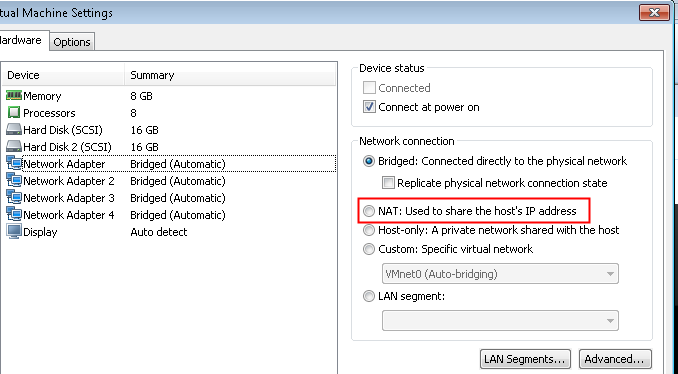 tual Machine Settings
ardware Options
Device Summary
Memory 8 GB
Processors 8
Hard Disk (SCSI) 16 GB
Hard Disk 2 (SCSI) 16 GB
Network Adapter Bridged (Automatic)
Network Adapter 2 Bridged (Automatic)
Network Adapter 3 Bridged (Automatic)
Network Adapter 4 Bridged (Automatic)
Display Auto detect
Device status
Connected
Connect at power on
Network connection
Bridged: Connected directly to the physical network
Replicate physical network connection state
NAT: Used to share the host's IP address
Host-only: A private network shared with the host
Custom: Specific virtual network
VMnet0 (Auto-bridging)
LAN segment:
LAN Segments... Advanced...